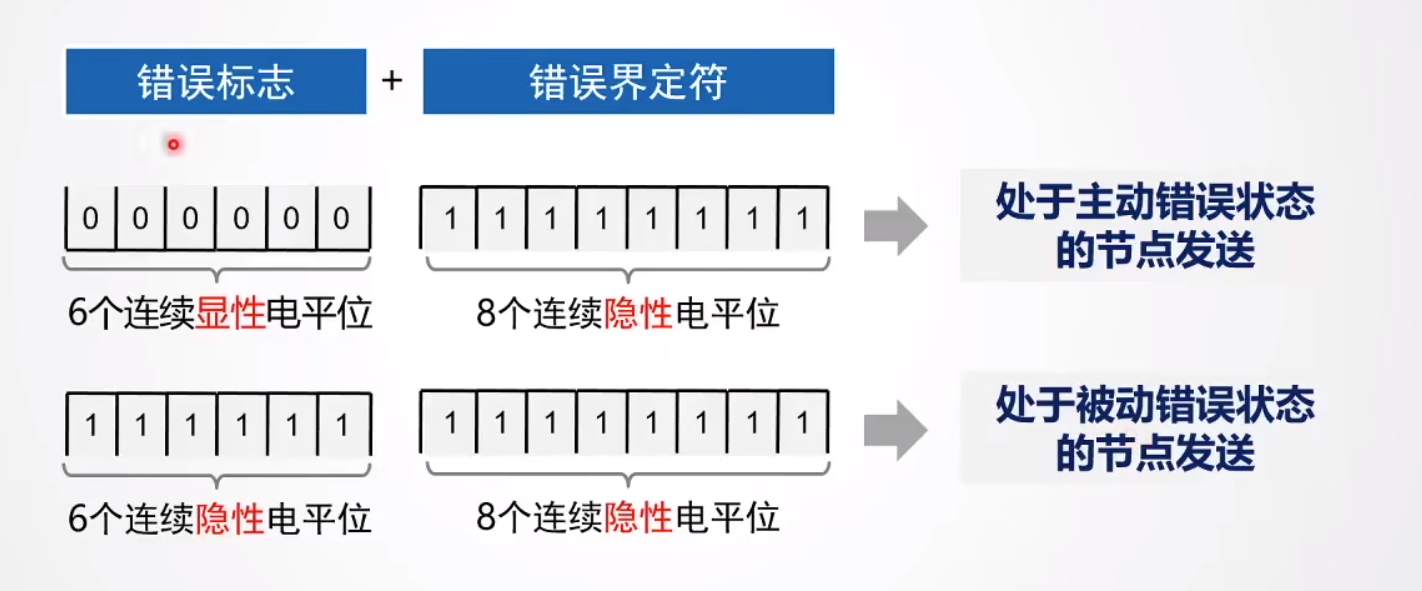 错误标志 + 错误界定符
0 0 0 0 0 0 1 1 1 1 1 1 1 1
处于主动错误状态
的节点发送
6个连续显性电平位 8个连续隐性电平位
1 1 1 1 1 1 1 1 1 1 1 1 1 1
处于被动错误状态
的节点发送
6个连续隐性电平位 8个连续隐性电平位